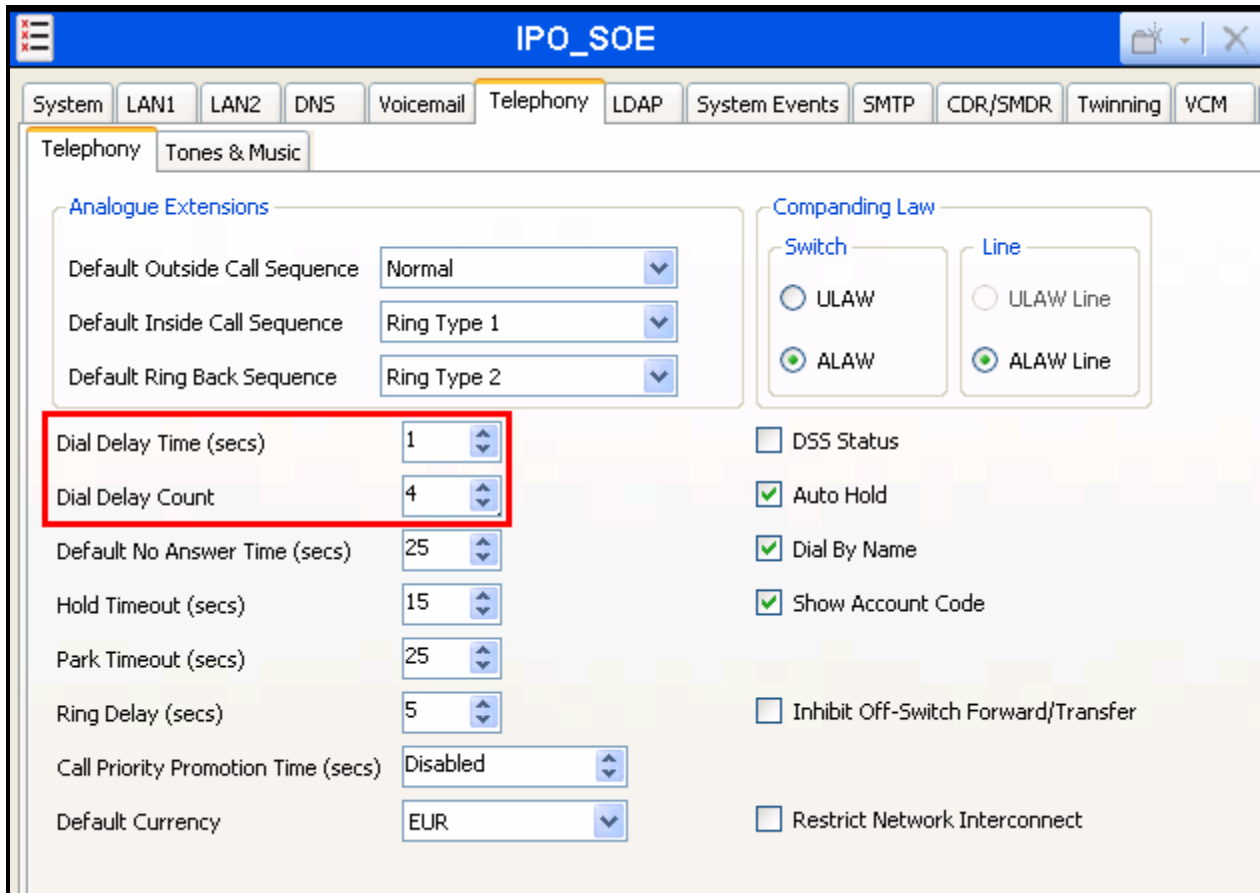 IPO_SOE
System LAN1 LAN2 DNS Voicemail Telephony LDAP System Events SMTP CDR/SMDR Twinning VCM
Telephony Tones & Music
Analogue Extensions
Default Outside Call Sequence Normal
Default Inside Call Sequence Ring Type 1
Default Ring Back Sequence Ring Type 2
Companding Law
Switch Line
ULAW ULAW Line
ALAW ALAW Line
Dial Delay Time (secs) 1
Dial Delay Count 4
Default No Answer Time (secs) 25
Hold Timeout (secs) 15
Park Timeout (secs) 25
Ring Delay (secs) 5
Call Priority Promotion Time (secs) Disabled
Default Currency EUR
DSS Status
Auto Hold
Dial By Name
Show Account Code
Inhibit Off-Switch Forward/Transfer
Restrict Network Interconnect